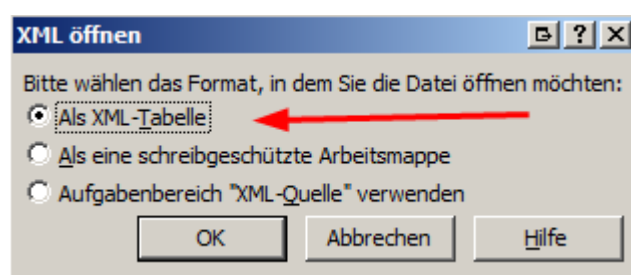 XML öffnen
Bitte wählen das Format, in dem Sie die Datei öffnen möchten:
Als XML-Tabelle
Als eine schreibgeschützte Arbeitsmappe
Aufgabenbereich "XML-Quelle" verwenden
OK Abbrechen Hilfe